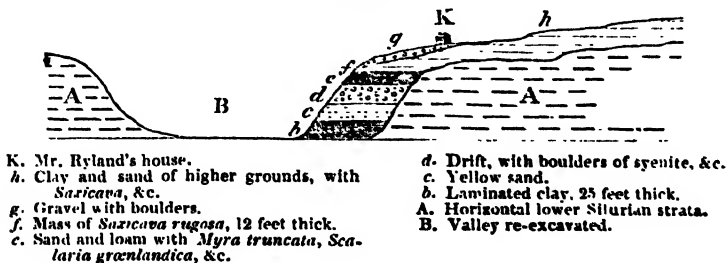 K
h
g
f
e
d
c
A
B
b
A
K. Mr. Ryland's house.
h. Clay and sand of higher grounds, with
Saxicava, &c.
g. Gravel with boulders.
f. Mass of Saxicava rugosa, 12 feet thick.
e. Sand and loam with Myra truncata, Sca-
laria grœnlandica, &c.
d. Drift, with boulders of syenite, &c.
c. Yellow sand.
b. Laminated clay, 25 feet thick.
A. Horizontal lower Silurian strata.
B. Valley re-excavated.